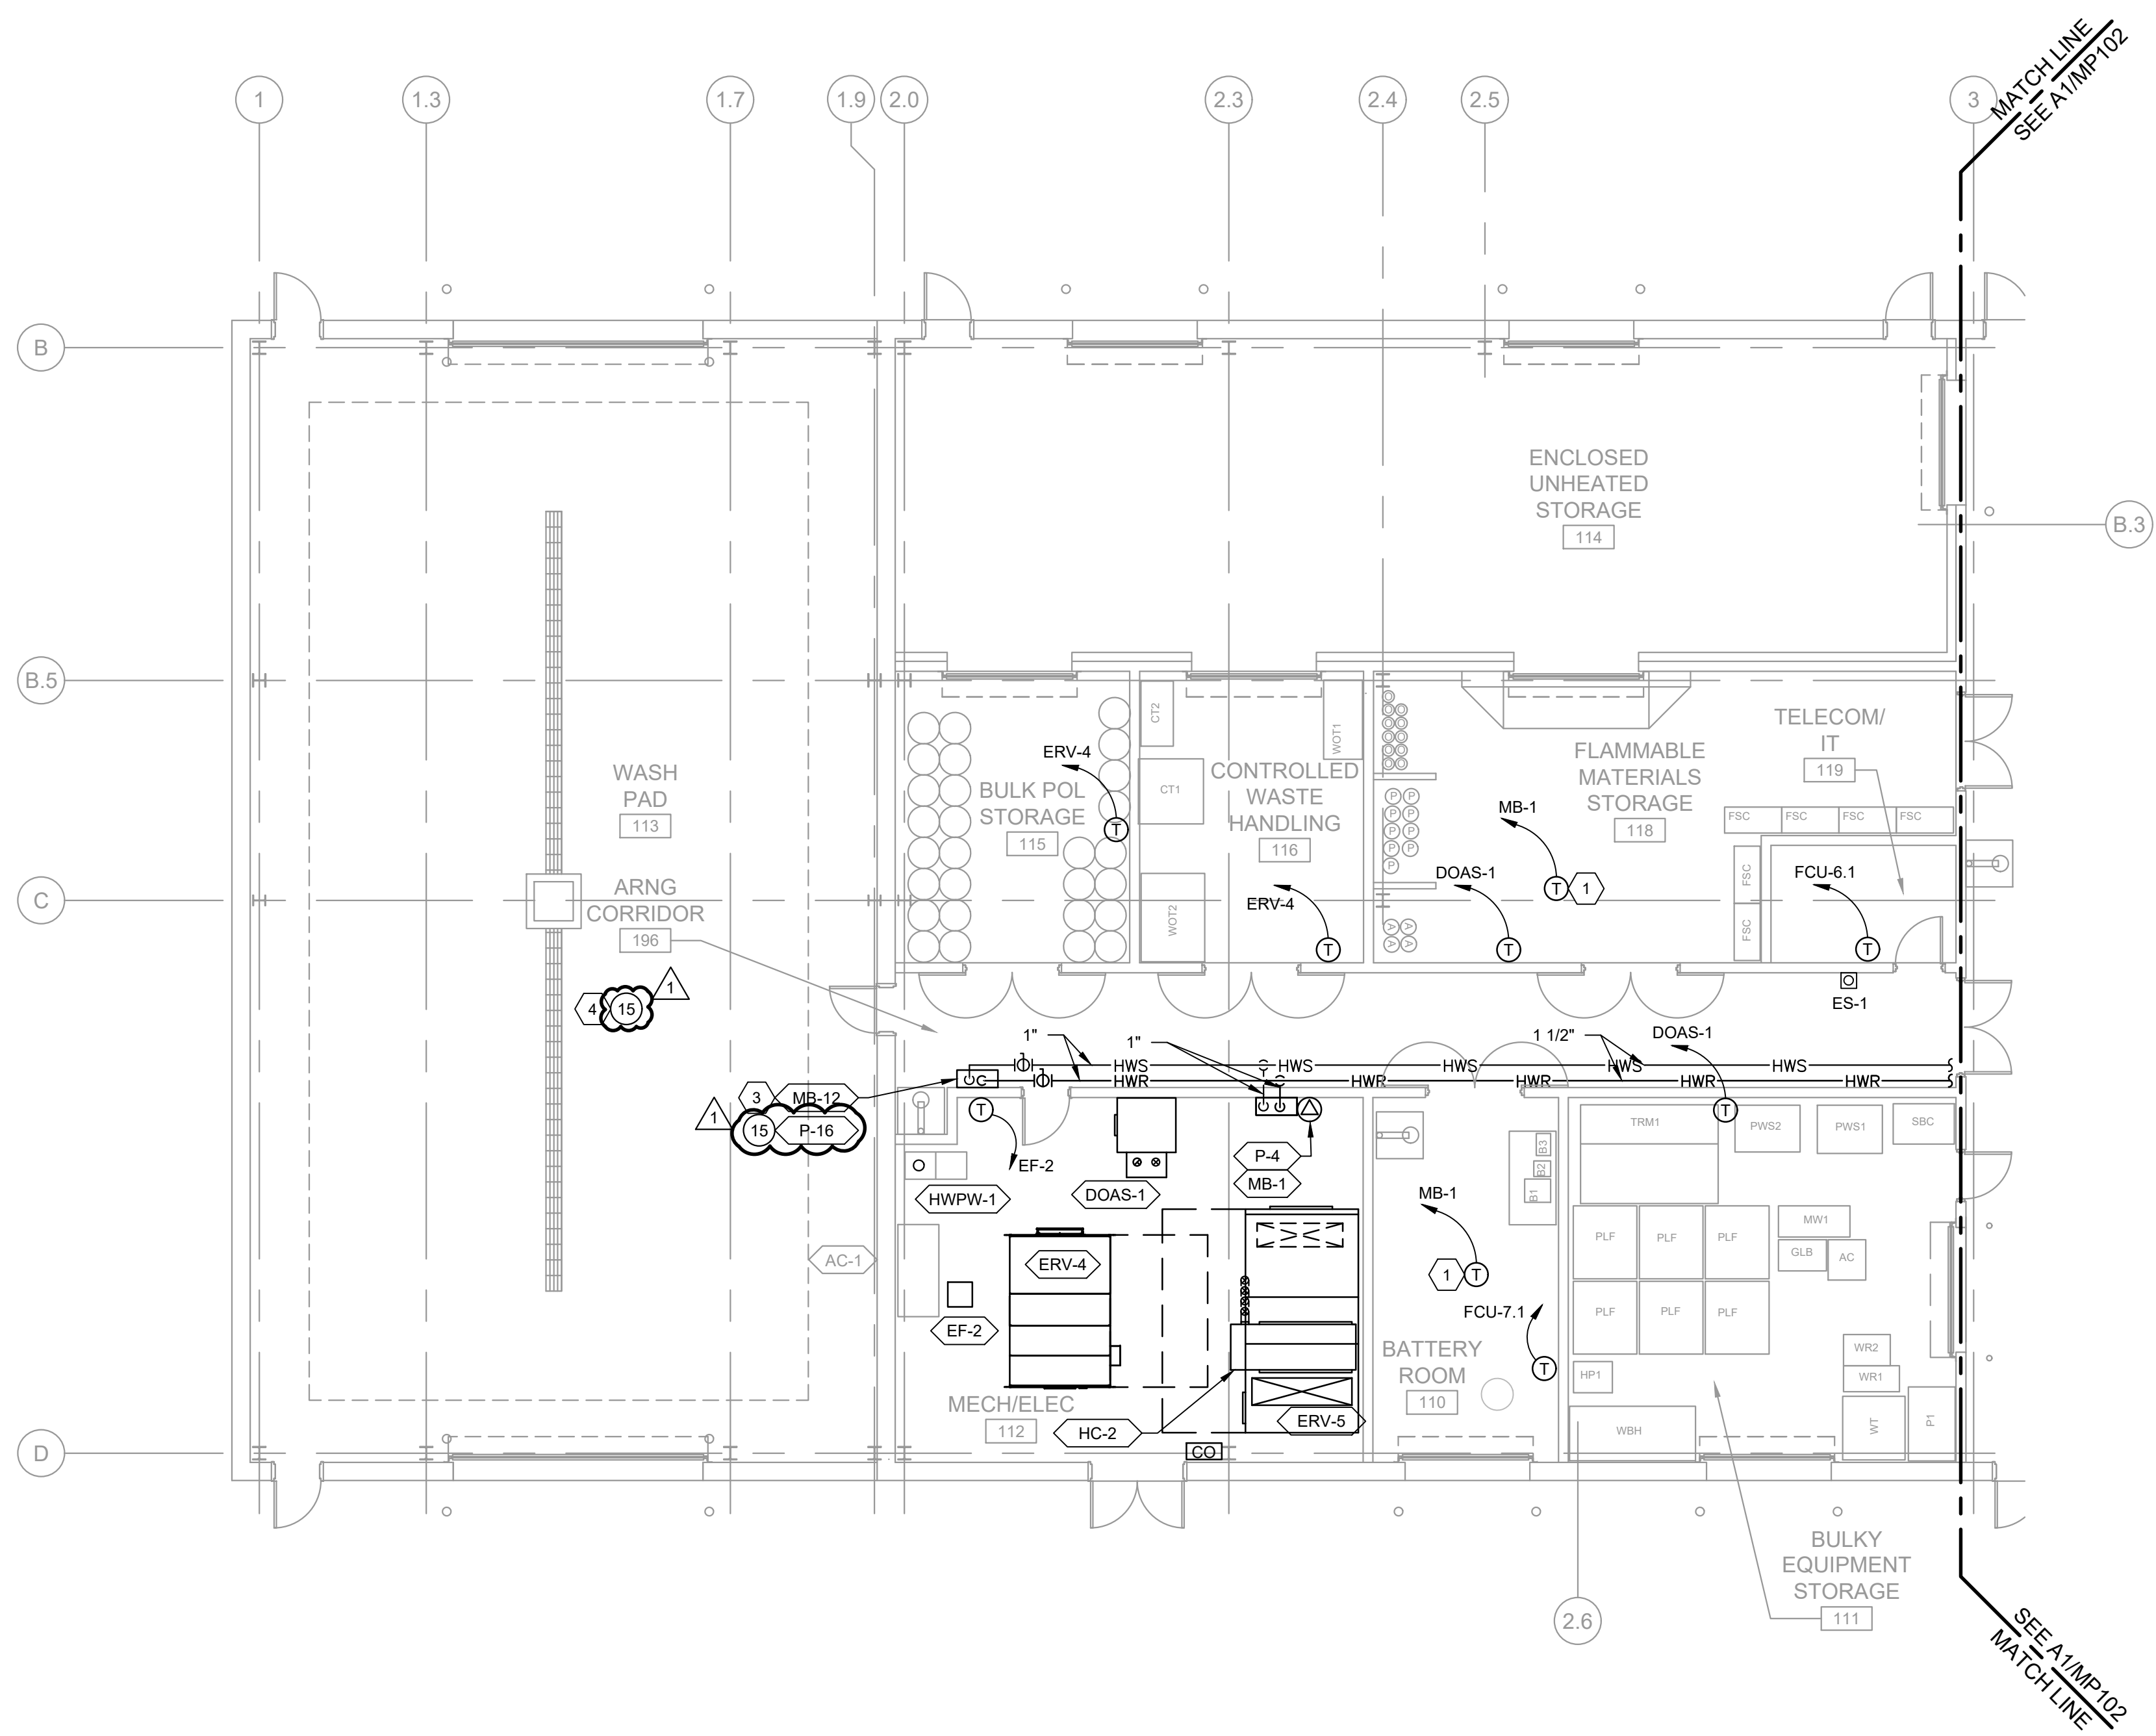 MATCH LINE
SEE A1/MP102
1
1.3
1.7
1.9
2.0
2.3
2.4
2.5
3
B
B.3
B.5
C
D
2.6
ENCLOSED
UNHEATED
STORAGE
114
WASH
PAD
113
ARNG
CORRIDOR
196
4
15
1
ERV-4
T
BULK POL
STORAGE
115
CT2
CT1
WOT1
WOT2
CONTROLLED
WASTE
HANDLING
116
ERV-4
T
O
O
O
O
O
O
O
O
O
P
P
P
P
P
P
P
P
P
A
A
A
A
FLAMMABLE
MATERIALS
STORAGE
118
MB-1
T
1
DOAS-1
T
TELECOM/
IT
119
FSC
FSC
FSC
FSC
FSC
FSC
FCU-6.1
T
ES-1
1"
1"
1 1/2"
DOAS-1
T
HWS
HWS
HWS
HWS
HWS
HWR
HWR
HWR
HWR
HWR
3
MB-12
1
15
P-16
T
EF-2
HWPW-1
DOAS-1
P-4
MB-1
AC-1
ERV-4
EF-2
MECH/ELEC
112
HC-2
ERV-5
CO
B3
B2
B1
MB-1
1
T
FCU-7.1
T
BATTERY
ROOM
110
TRM1
PWS2
PWS1
SBC
PLF
PLF
PLF
MW1
GLB
AC
PLF
PLF
PLF
HP1
WR2
WR1
WBH
WT
P1
BULKY
EQUIPMENT
STORAGE
111
SEE A1/MP102
MATCH LINE